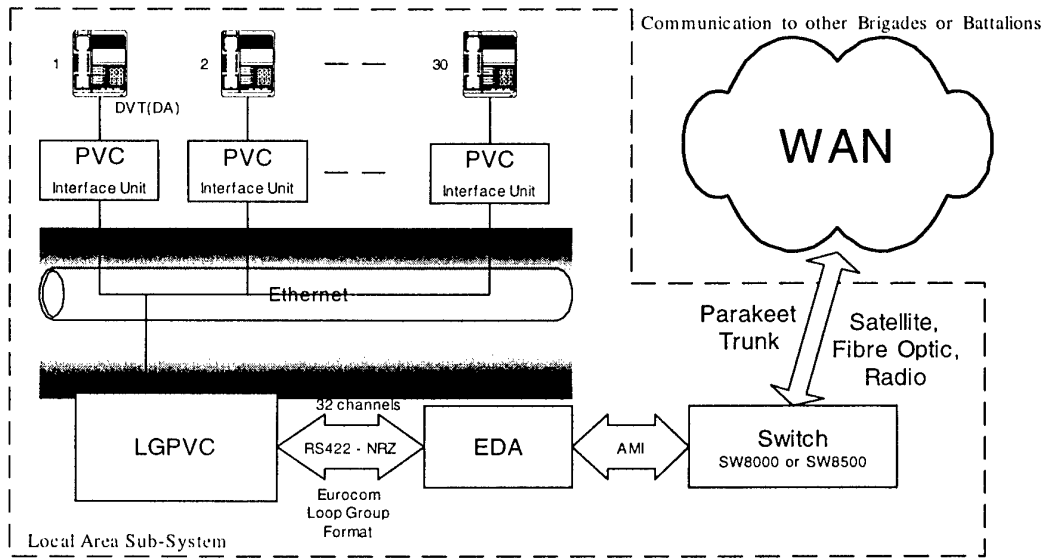 Communication to other Brigades or Battalions
1
2
30
DVT(DA)
PVC
Interface Unit
PVC
Interface Unit
PVC
Interface Unit
WAN
Ethernet
Parakeet
Trunk
Satellite,
Fibre Optic,
Radio
32 channels
LGPVC
RS422 - NRZ
EDA
AMI
Switch
SW8000 or SW8500
Eurocom
Loop Group
Format
Local Area Sub-System